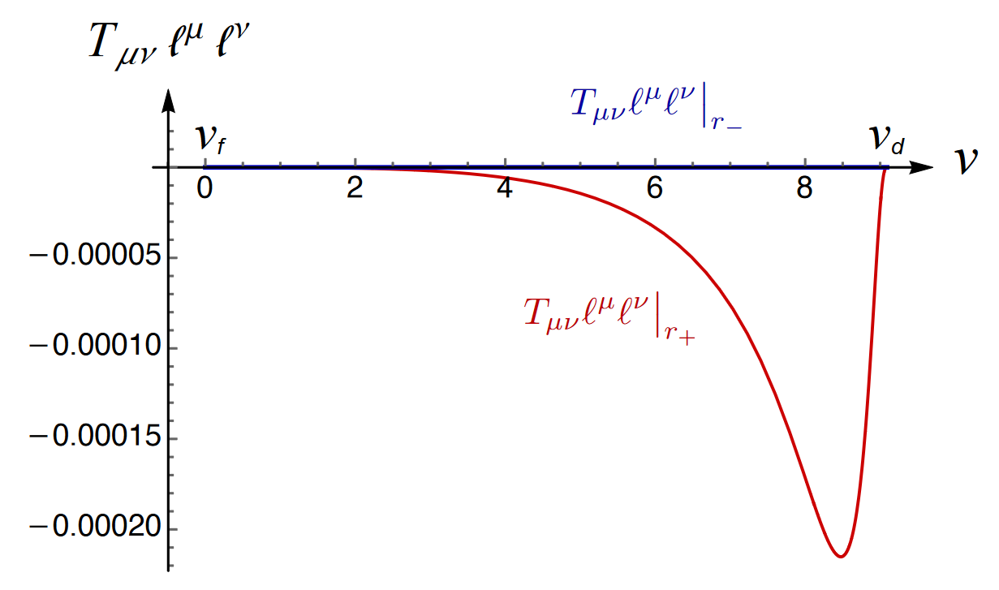 T_{μν} ℓ^μ ℓ^ν
T_{μν}ℓ^μℓ^ν|_{r_−}
v_f
v_d
v
0 2 4 6 8
−0.00005
T_{μν}ℓ^μℓ^ν|_{r_+}
−0.00010
−0.00015
−0.00020